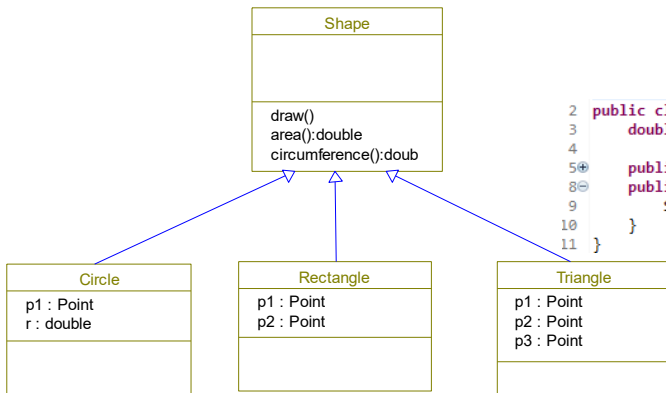 Shape
draw()
area():double
circumference():doub
2 public cl
3 doubl
4
5 publi
8 publi
9
10 }
11 }
Circle
p1 : Point
r : double
Rectangle
p1 : Point
p2 : Point
Triangle
p1 : Point
p2 : Point
p3 : Point